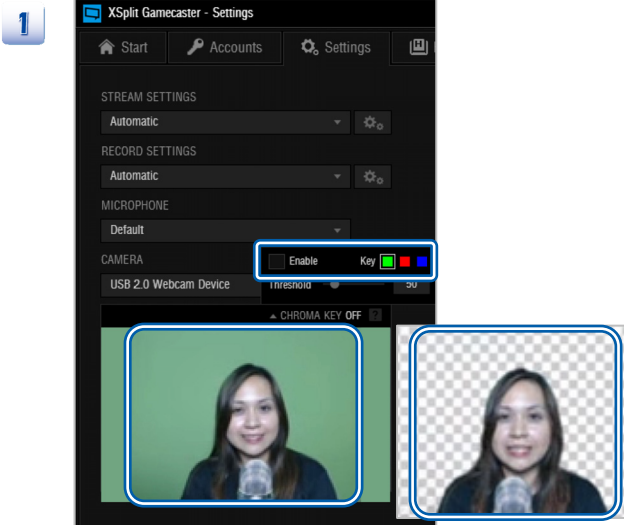 1
XSplit Gamecaster - Settings
Start Accounts Settings
STREAM SETTINGS
Automatic
RECORD SETTINGS
Automatic
MICROPHONE
Default
CAMERA Enable Key
USB 2.0 Webcam Device Threshold 50
CHROMA KEY OFF ?